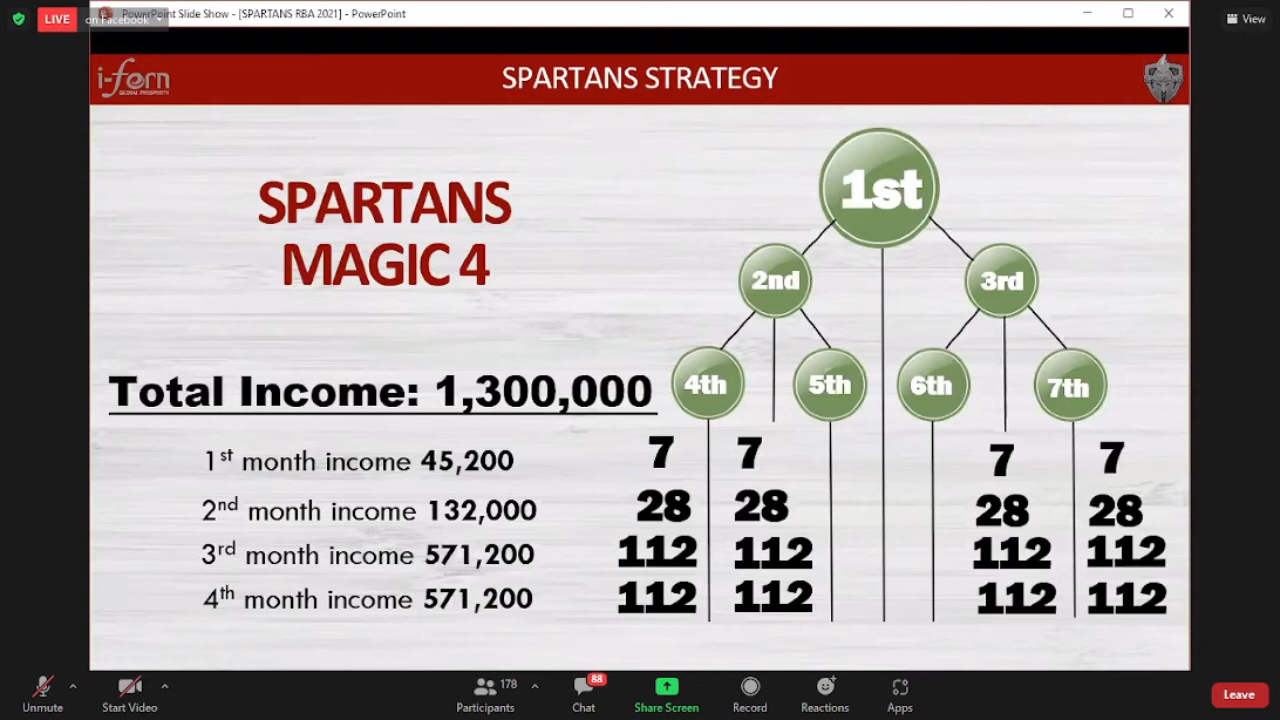 LIVE on Facebook
PowerPoint Slide Show - [SPARTANS RBA 2021] - PowerPoint
View
i-fern
GLOBAL PROSPERITY
SPARTANS STRATEGY
SPARTANS
MAGIC 4
1st
2nd
3rd
4th
5th
6th
7th
Total Income: 1,300,000
1st month income 45,200
2nd month income 132,000
3rd month income 571,200
4th month income 571,200
7 7 7 7
28 28 28 28
112 112 112 112
112 112 112 112
178
88
Unmute
Start Video
Participants
Chat
Share Screen
Record
Reactions
Apps
Leave